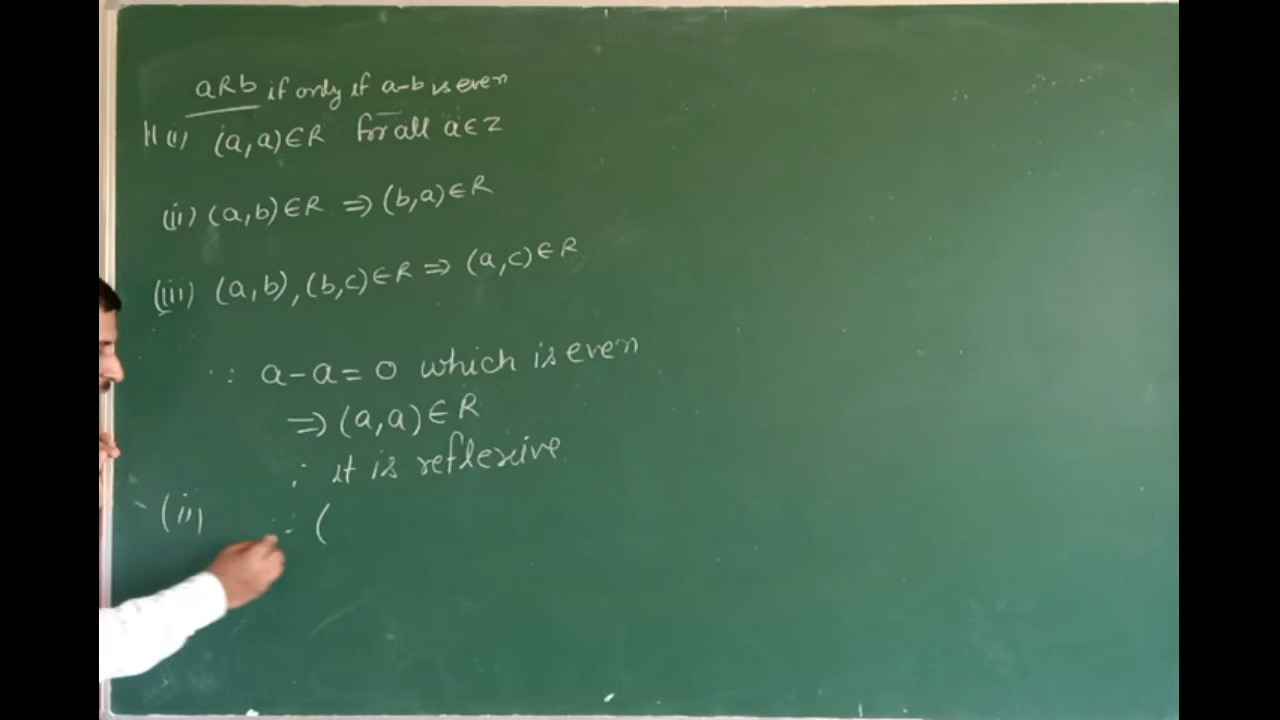 aRb if only if a-b is even
(i) (a,a)∈R for all a∈Z
(ii) (a,b)∈R ⇒ (b,a)∈R
(iii) (a,b), (b,c)∈R ⇒ (a,c)∈R
∵ a-a=0 which is even
⇒ (a,a)∈R
∴ it is reflexive
(ii) ∵ (